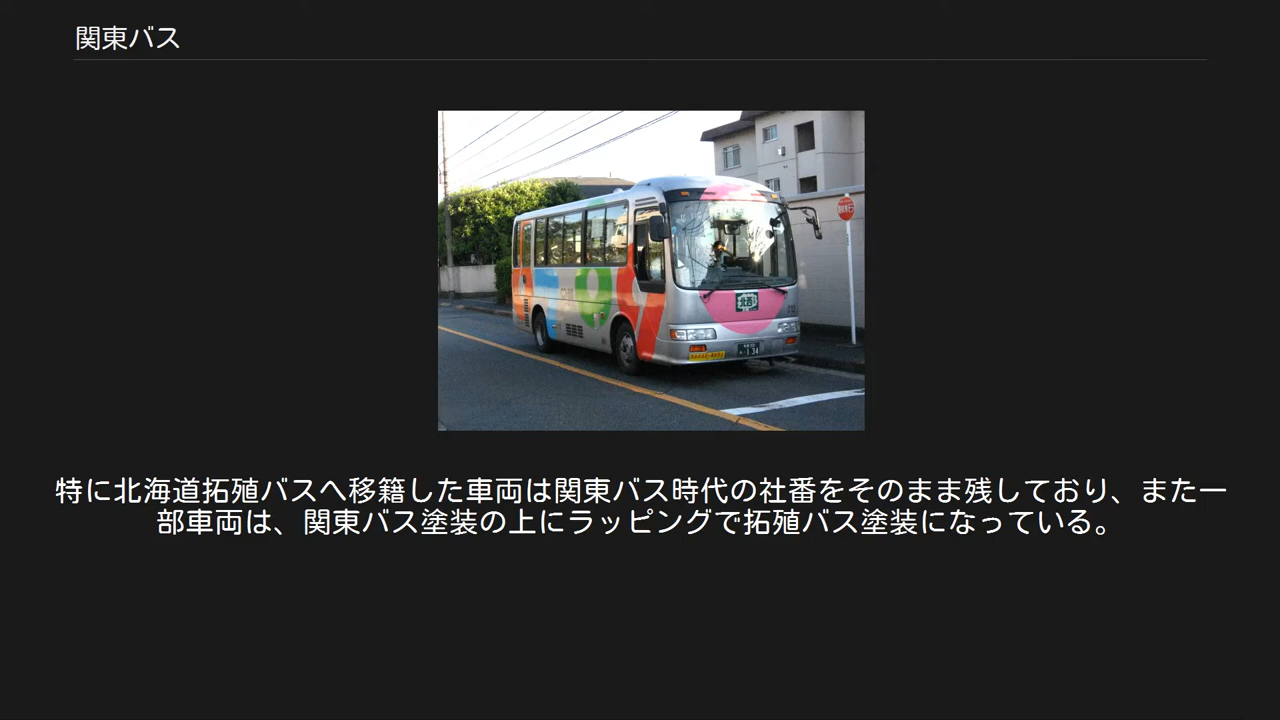 関東バス
北西
・134
特に北海道拓殖バスへ移籍した車両は関東バス時代の社番をそのまま残しており、また一
部車両は、関東バス塗装の上にラッピングで拓殖バス塗装になっている。